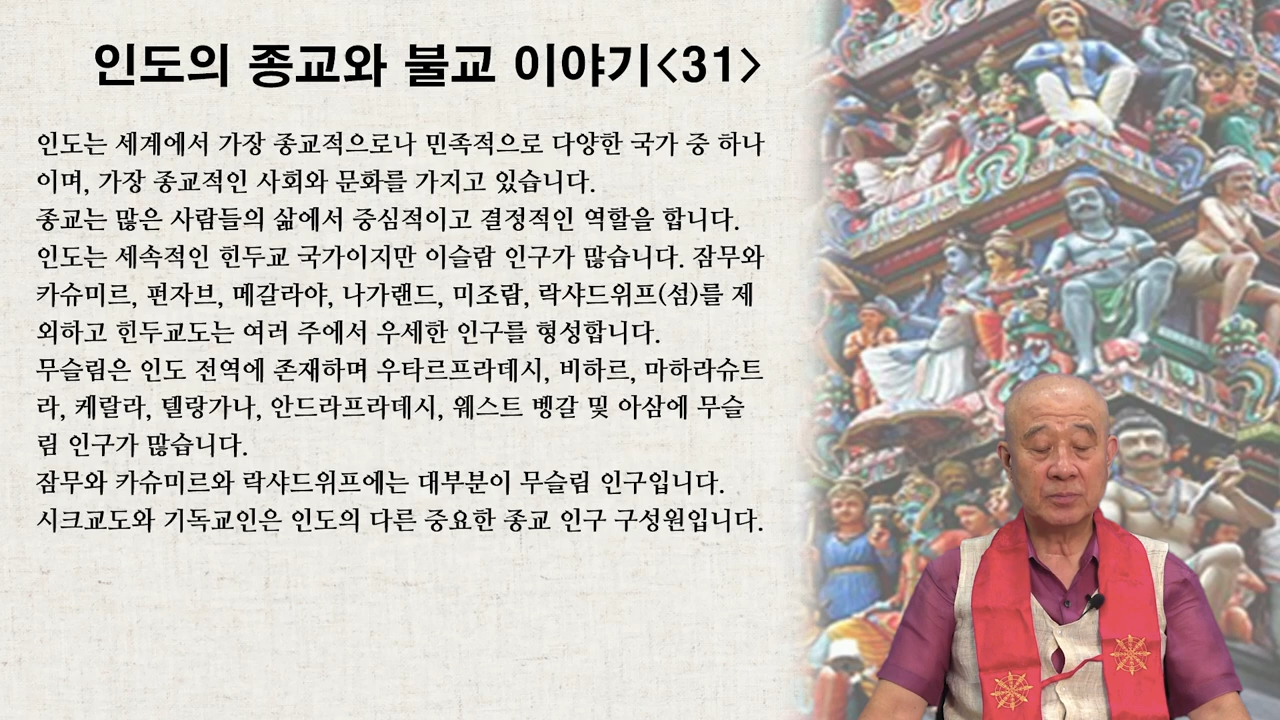 인도의 종교와 불교 이야기<31>
인도는 세계에서 가장 종교적으로나 민족적으로 다양한 국가 중 하나
이며, 가장 종교적인 사회와 문화를 가지고 있습니다.
종교는 많은 사람들의 삶에서 중심적이고 결정적인 역할을 합니다.
인도는 세속적인 힌두교 국가이지만 이슬람 인구가 많습니다. 잠무와
카슈미르, 펀자브, 메갈라야, 나가랜드, 미조람, 락샤드위프(섬)를 제
외하고 힌두교도는 여러 주에서 우세한 인구를 형성합니다.
무슬림은 인도 전역에 존재하며 우타르프라데시, 비하르, 마하라슈트
라, 케랄라, 텔랑가나, 안드라프라데시, 웨스트 벵갈 및 아삼에 무슬
림 인구가 많습니다.
잠무와 카슈미르와 락샤드위프에는 대부분이 무슬림 인구입니다.
시크교도와 기독교인은 인도의 다른 중요한 종교 인구 구성원입니다.